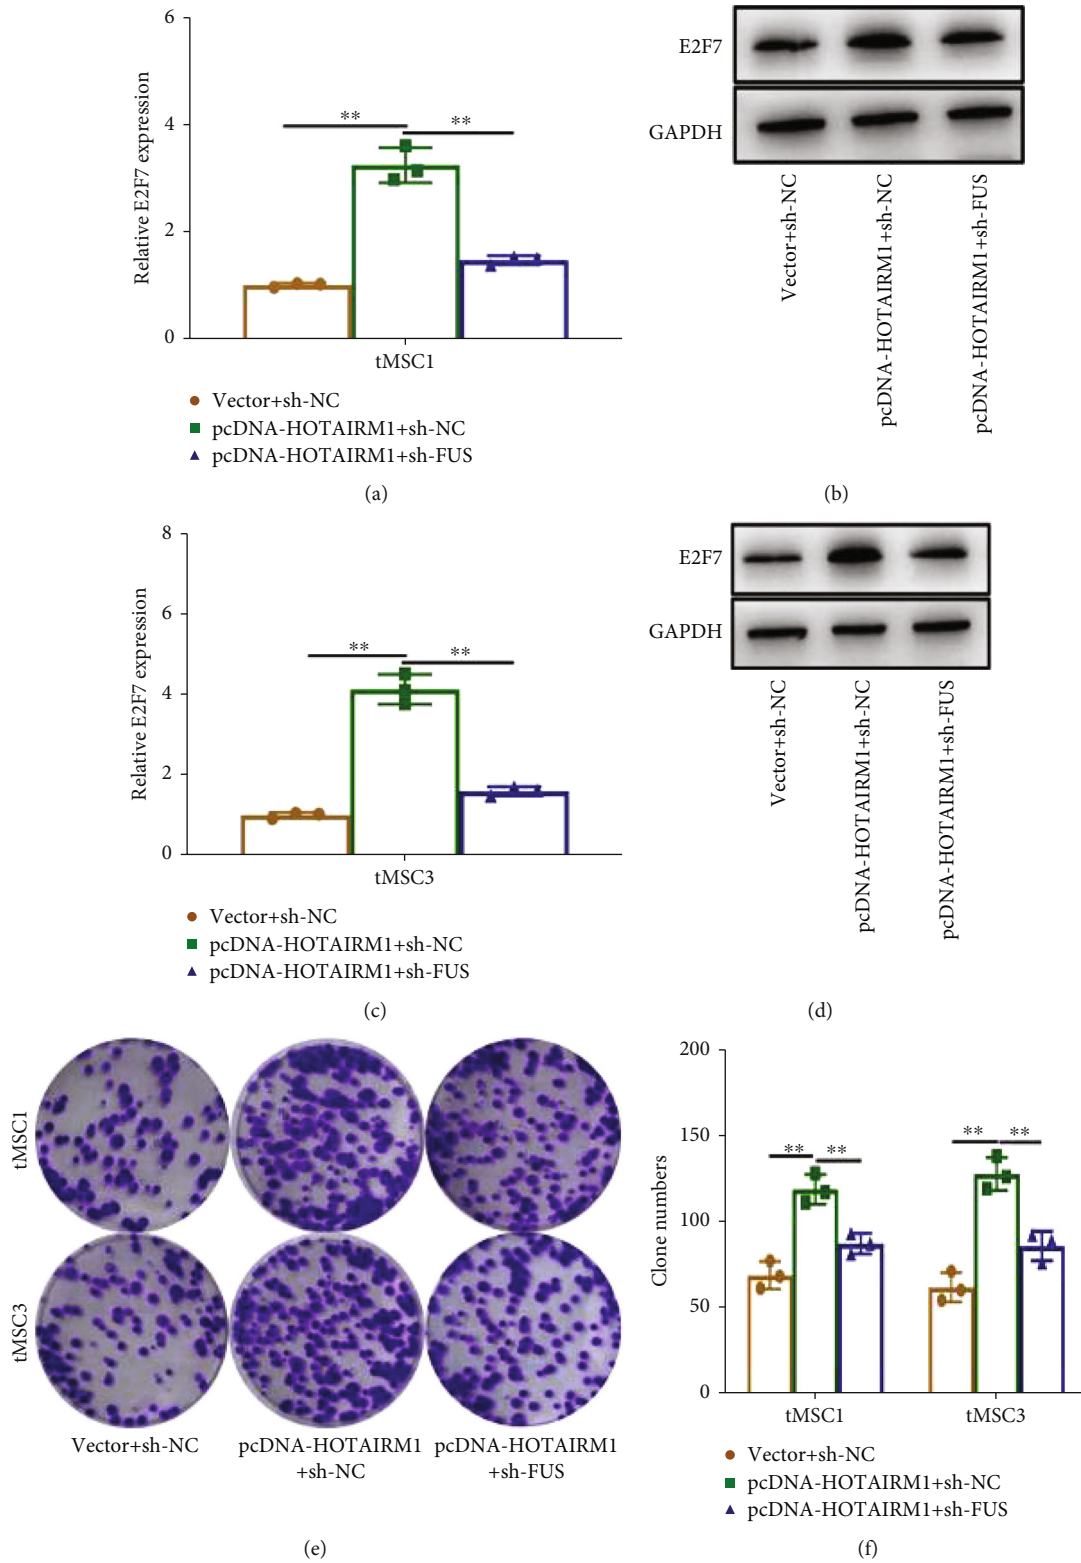 6
4
2
0
Relative E2F7 expression
**
**
tMSC1
Vector+sh-NC
pcDNA-HOTAIRM1+sh-NC
pcDNA-HOTAIRM1+sh-FUS
(a)
E2F7
GAPDH
Vector+sh-NC
pcDNA-HOTAIRM1+sh-NC
pcDNA-HOTAIRM1+sh-FUS
(b)
8
6
4
2
0
Relative E2F7 expression
**
**
tMSC3
Vector+sh-NC
pcDNA-HOTAIRM1+sh-NC
pcDNA-HOTAIRM1+sh-FUS
(c)
E2F7
GAPDH
Vector+sh-NC
pcDNA-HOTAIRM1+sh-NC
pcDNA-HOTAIRM1+sh-FUS
(d)
tMSC1
tMSC3
Vector+sh-NC
pcDNA-HOTAIRM1
+sh-NC
pcDNA-HOTAIRM1
+sh-FUS
(e)
200
150
100
50
0
Clone numbers
**
**
**
**
tMSC1
tMSC3
Vector+sh-NC
pcDNA-HOTAIRM1+sh-NC
pcDNA-HOTAIRM1+sh-FUS
(f)